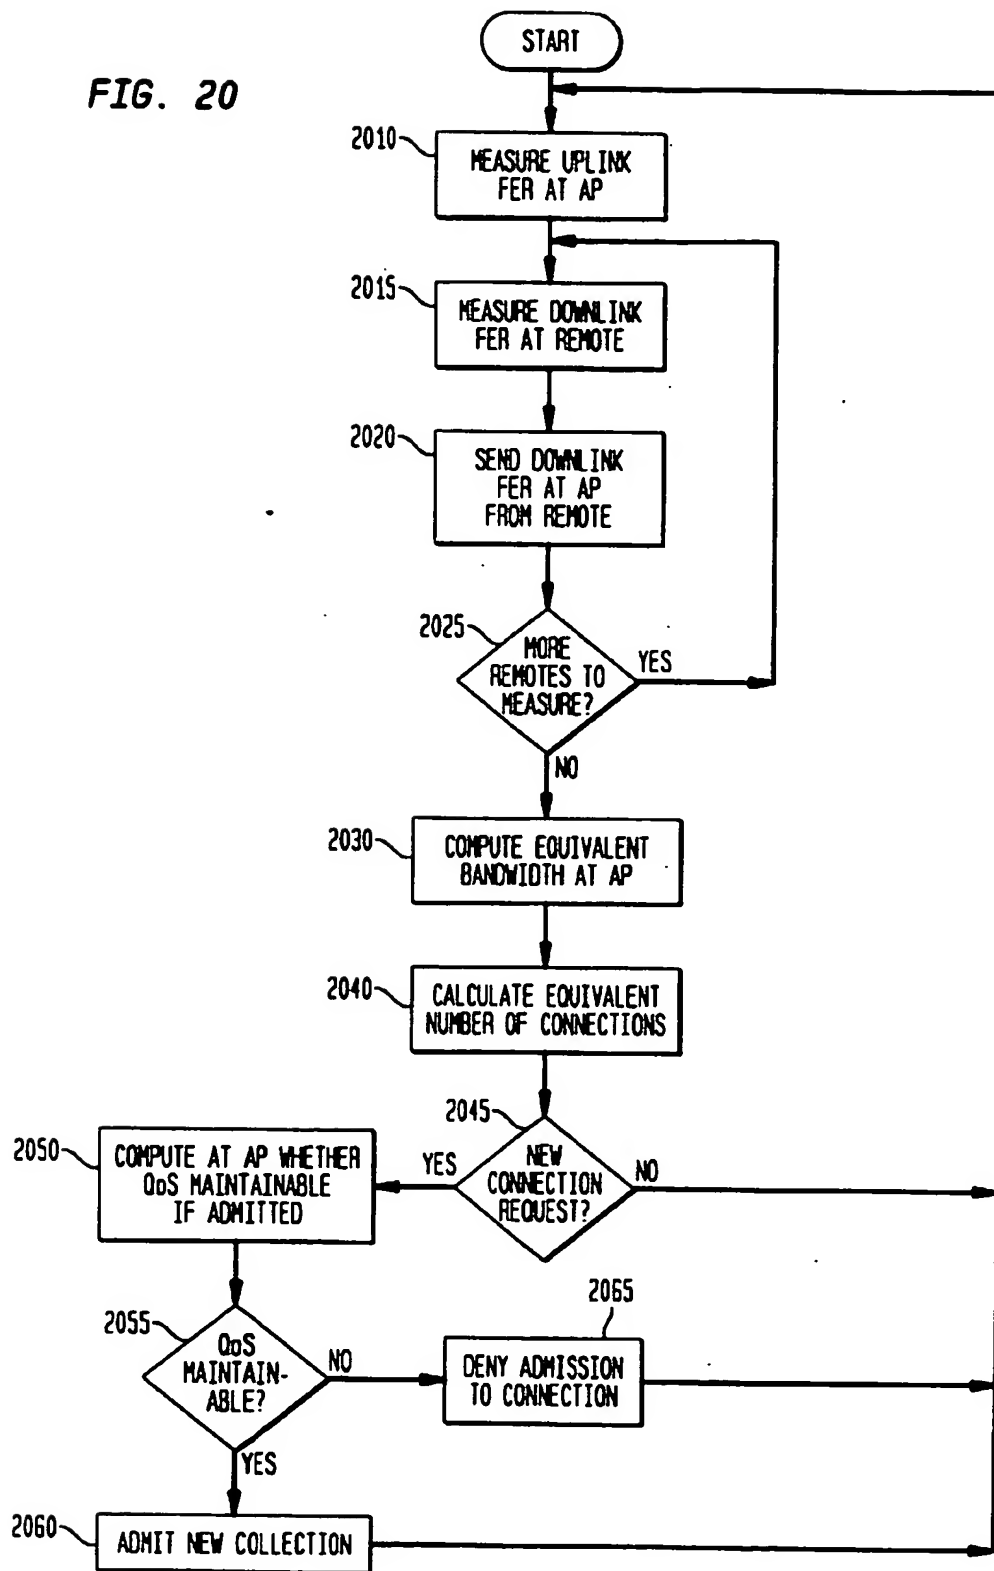 START
FIG. 20
2010
MEASURE UPLINK
FER AT AP
2015
MEASURE DOWNLINK
FER AT REMOTE
2020
SEND DOWNLINK
FER AT AP
FROM REMOTE
2025
MORE
REMOTES TO
MEASURE?
YES
NO
2030
COMPUTE EQUIVALENT
BANDWIDTH AT AP
2040
CALCULATE EQUIVALENT
NUMBER OF CONNECTIONS
2045
NEW
CONNECTION
REQUEST?
YES
NO
2050
COMPUTE AT AP WHETHER
QoS MAINTAINABLE
IF ADMITTED
2055
QoS
MAINTAIN-
ABLE?
NO
YES
2065
DENY ADMISSION
TO CONNECTION
2060
ADMIT NEW COLLECTION